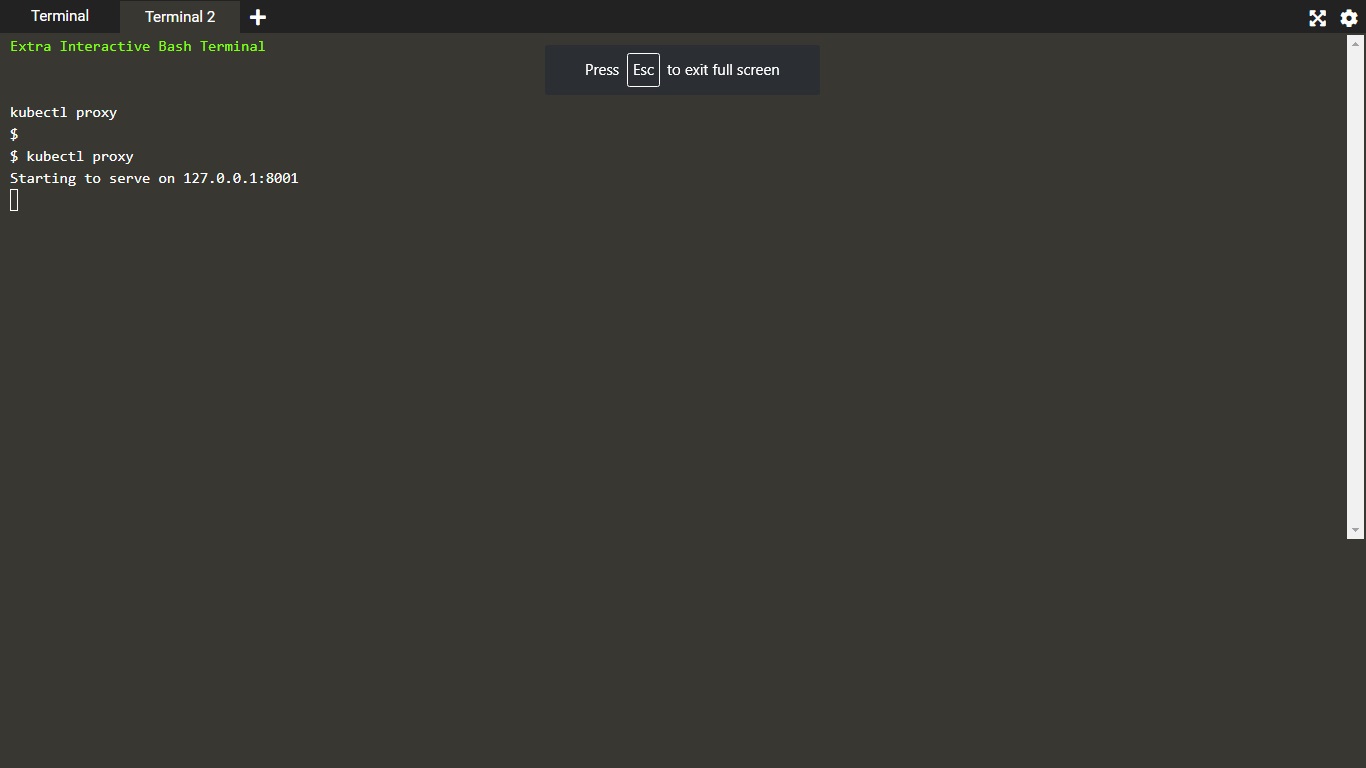 Terminal
Terminal 2
Extra Interactive Bash Terminal
Press Esc to exit full screen
kubectl proxy
$
$ kubectl proxy
Starting to serve on 127.0.0.1:8001